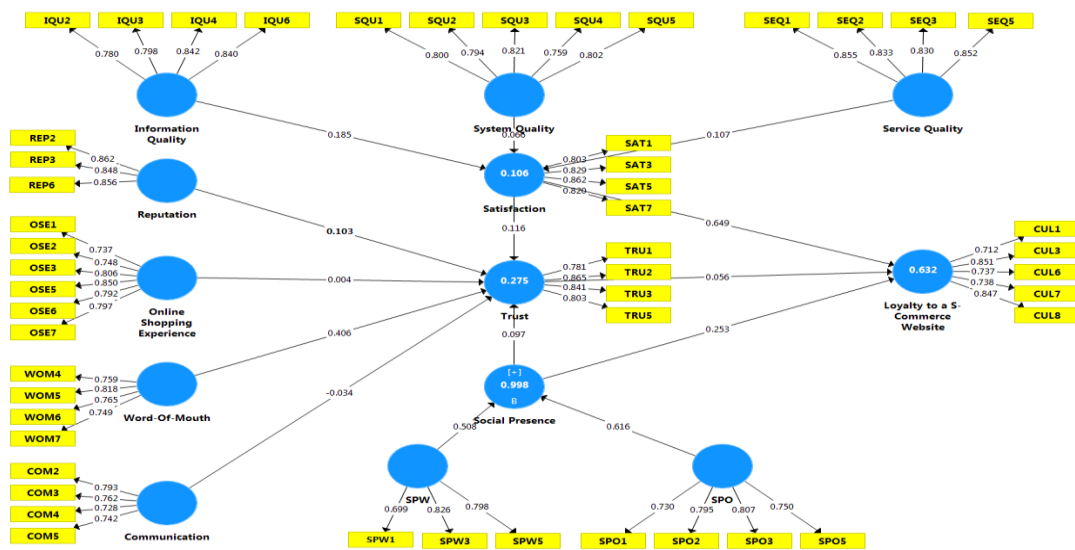 IQU2 IQU3 IQU4 IQU6 SQU1 SQU2 SQU3 SQU4 SQU5 SEQ1 SEQ2 SEQ3 SEQ5
0.780 0.798 0.842 0.840 0.800 0.794 0.821 0.759 0.802 0.855 0.833 0.830 0.852
Information
Quality
System Quality
Service Quality
0.185
0.066
0.107
REP2
REP3
REP6
0.862
0.848
0.856
Reputation
0.103
0.106
Satisfaction
SAT1
SAT3
SAT5
SAT7
0.803
0.829
0.862
0.820
0.116
0.649
OSE1
OSE2
OSE3
OSE5
OSE6
OSE7
0.737
0.748
0.806
0.850
0.792
0.797
Online
Shopping
Experience
0.004
0.275
Trust
TRU1
TRU2
TRU3
TRU5
0.781
0.865
0.841
0.803
0.056
0.632
Loyalty to a S-
Commerce
Website
CUL1
CUL3
CUL6
CUL7
CUL8
0.712
0.851
0.737
0.738
0.847
0.406
0.097
0.253
WOM4
WOM5
WOM6
WOM7
0.759
0.818
0.765
0.749
Word-Of-Mouth
-0.034
[+]
0.998
B
Social Presence
0.508
0.616
COM2
COM3
COM4
COM5
0.793
0.762
0.728
0.742
Communication
SPW
0.699 0.826 0.798
SPW1 SPW3 SPW5
SPO
0.730 0.795 0.807 0.750
SPO1 SPO2 SPO3 SPO5